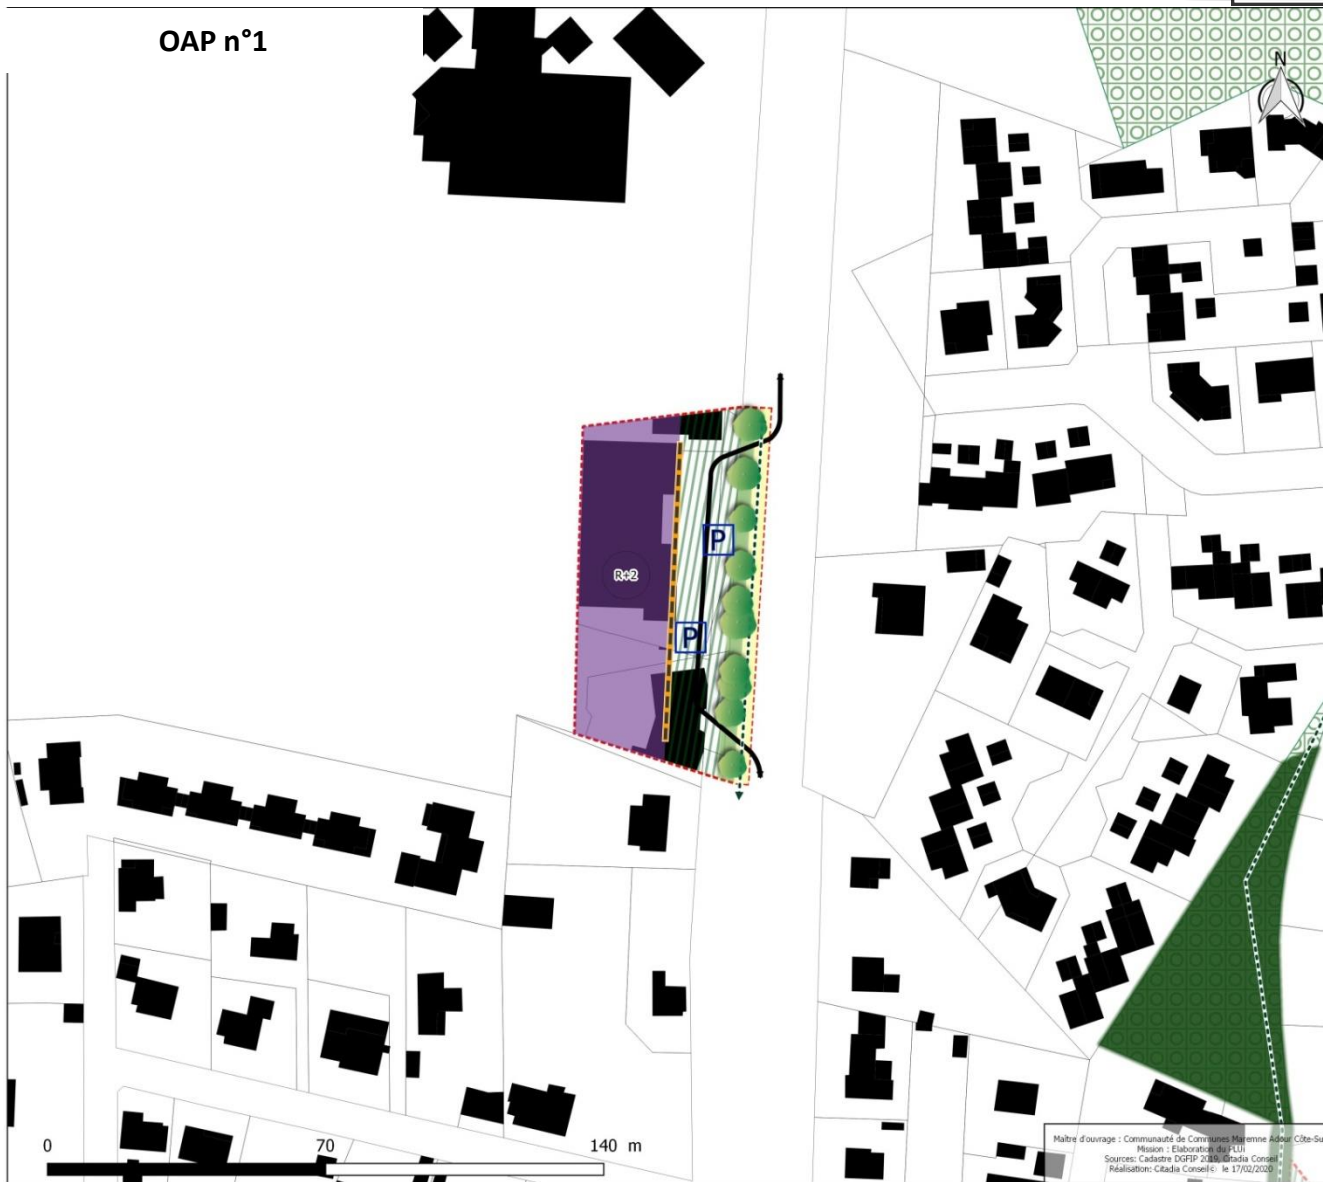 OAP n°1
N
P
R+2
P
0 70 140 m
Maître d'ouvrage : Communauté de Communes Maremne Adour Côte-Su
Mission : Elaboration du PLUi
Sources: Cadastre DGFIP 2019, Citadia Conseil
Réalisation: Citadia Conseil © le 17/02/2020